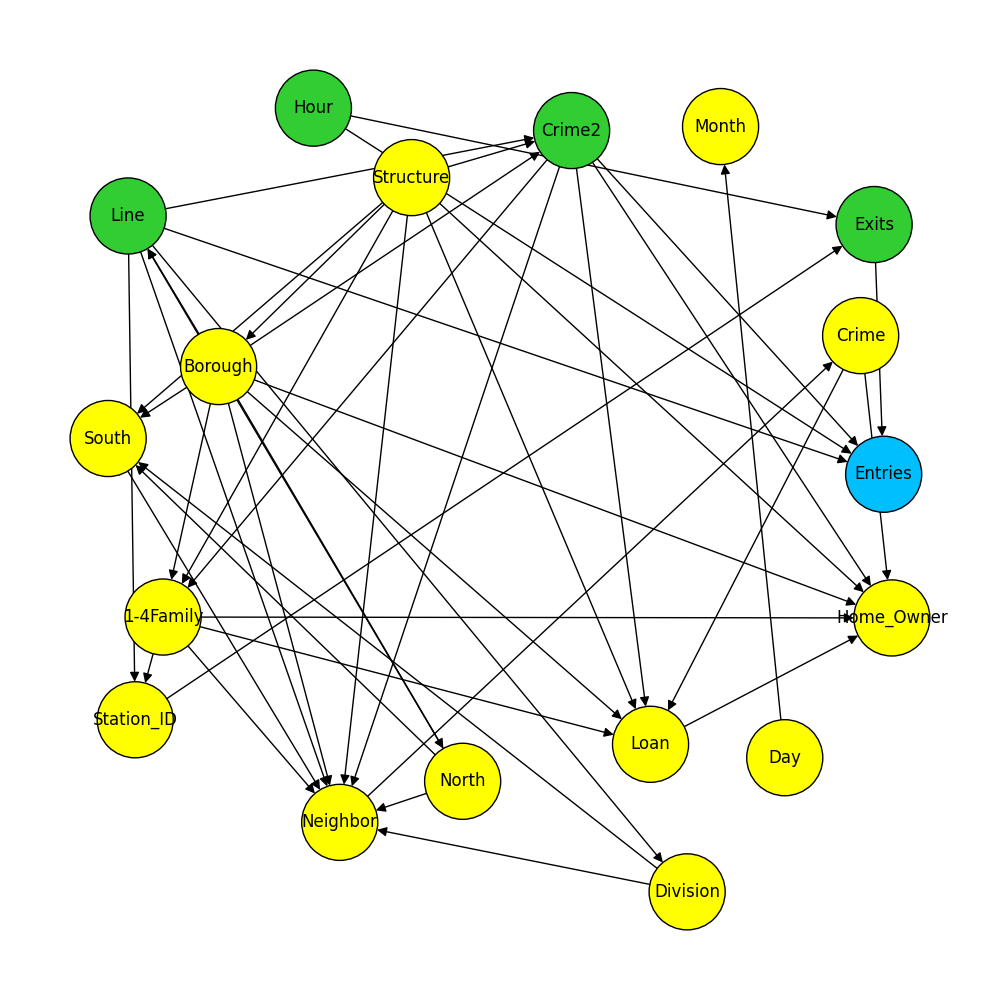 Hour
Crime2
Month
Structure
Line
Exits
Crime
Borough
South
Entries
1-4Family
Home_Owner
Station_ID
Loan
Day
North
Neighbor
Division